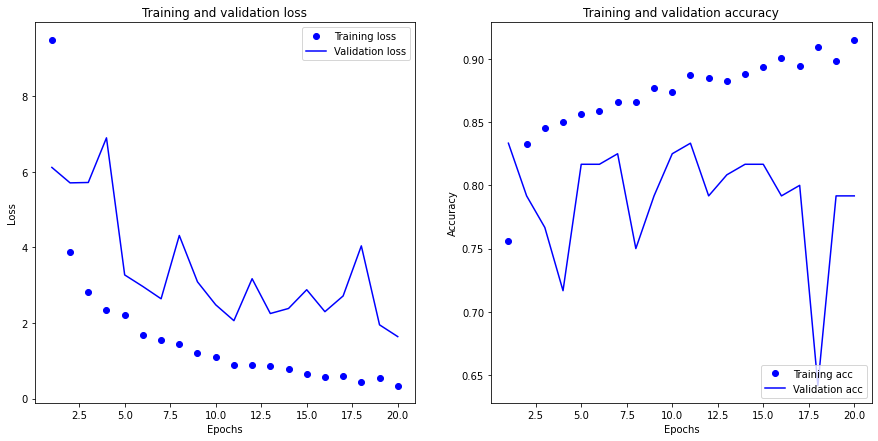 Training and validation loss
Training loss
Validation loss
8
6
4
2
0
Loss
2.5 5.0 7.5 10.0 12.5 15.0 17.5 20.0
Epochs
Training and validation accuracy
0.90
0.85
0.80
0.75
0.70
0.65
Accuracy
Training acc
Validation acc
2.5 5.0 7.5 10.0 12.5 15.0 17.5 20.0
Epochs